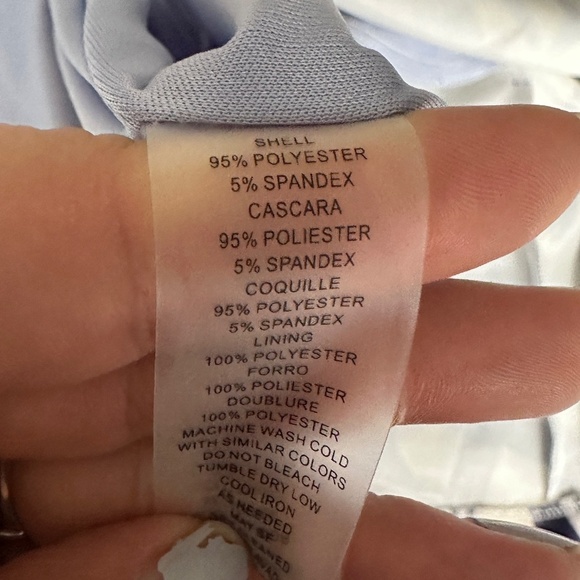 SHELL
95% POLYESTER
5% SPANDEX
CASCARA
95% POLIESTER
5% SPANDEX
COQUILLE
95% POLYESTER
5% SPANDEX
LINING
100% POLYESTER
FORRO
100% POLIESTER
DOUBLURE
100% POLYESTER
MACHINE WASH COLD
WITH SIMILAR COLORS
DO NOT BLEACH
TUMBLE DRY LOW
COOL IRON
AS NEEDED
MAY BE